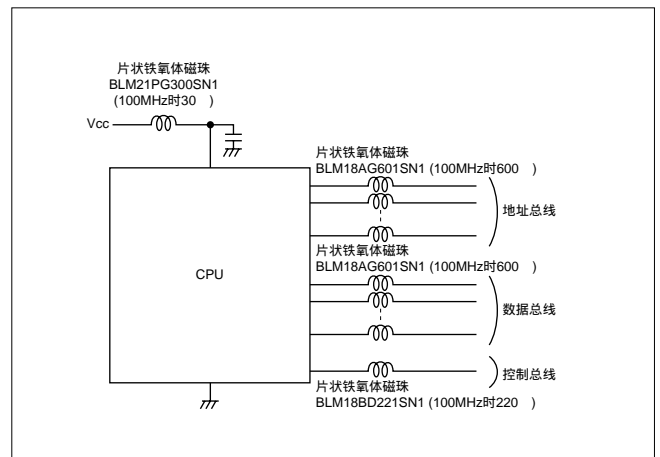 片状铁氧体磁珠
BLM21PG300SN1
(100MHz时30 )
Vcc
片状铁氧体磁珠
BLM18AG601SN1 (100MHz时600 )
地址总线
片状铁氧体磁珠
BLM18AG601SN1 (100MHz时600 )
CPU
数据总线
控制总线
片状铁氧体磁珠
BLM18BD221SN1 (100MHz时220 )